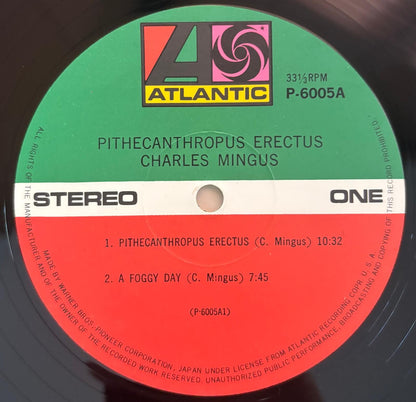 ATLANTIC
33⅓RPM
P-6005A
PITHECANTHROPUS ERECTUS
CHARLES MINGUS
STEREO ONE
1. PITHECANTHROPUS ERECTUS (C. Mingus) 10:32
2. A FOGGY DAY (C. Mingus) 7:45
(P-6005A1)
ALL RIGHTS OF THE MANUFACTURER AND OF THE OWNER OF THE RECORDED WORK RESERVED. UNAUTHORIZED PUBLIC PERFORMANCE, BROADCASTING AND COPYING OF THIS RECORD PROHIBITED.
MADE BY WARNER BROS-PIONEER CORPORATION, JAPAN UNDER LICENSE FROM ATLANTIC RECORDING CORP. U.S.A.